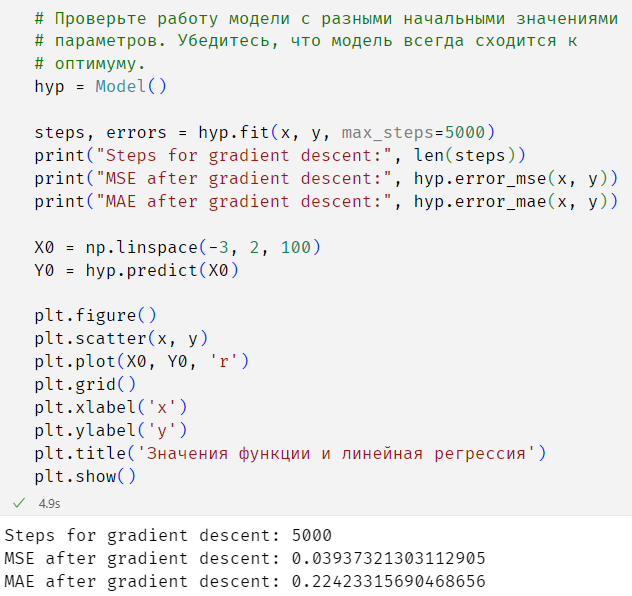 # Проверьте работу модели с разными начальными значениями
# параметров. Убедитесь, что модель всегда сходится к
# оптимуму.
hyp = Model()

steps, errors = hyp.fit(x, y, max_steps=5000)
print("Steps for gradient descent:", len(steps))
print("MSE after gradient descent:", hyp.error_mse(x, y))
print("MAE after gradient descent:", hyp.error_mae(x, y))

X0 = np.linspace(-3, 2, 100)
Y0 = hyp.predict(X0)

plt.figure()
plt.scatter(x, y)
plt.plot(X0, Y0, 'r')
plt.grid()
plt.xlabel('x')
plt.ylabel('y')
plt.title('Значения функции и линейная регрессия')
plt.show()
✓ 4.9s
Steps for gradient descent: 5000
MSE after gradient descent: 0.03937321303112905
MAE after gradient descent: 0.22423315690468656